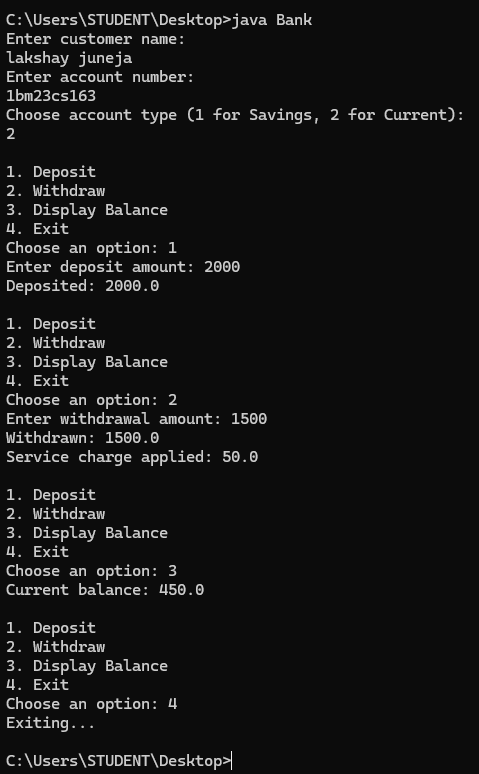 C:\Users\STUDENT\Desktop>java Bank
Enter customer name:
lakshay juneja
Enter account number:
1bm23cs163
Choose account type (1 for Savings, 2 for Current):
2

1. Deposit
2. Withdraw
3. Display Balance
4. Exit
Choose an option: 1
Enter deposit amount: 2000
Deposited: 2000.0

1. Deposit
2. Withdraw
3. Display Balance
4. Exit
Choose an option: 2
Enter withdrawal amount: 1500
Withdrawn: 1500.0
Service charge applied: 50.0

1. Deposit
2. Withdraw
3. Display Balance
4. Exit
Choose an option: 3
Current balance: 450.0

1. Deposit
2. Withdraw
3. Display Balance
4. Exit
Choose an option: 4
Exiting...

C:\Users\STUDENT\Desktop>